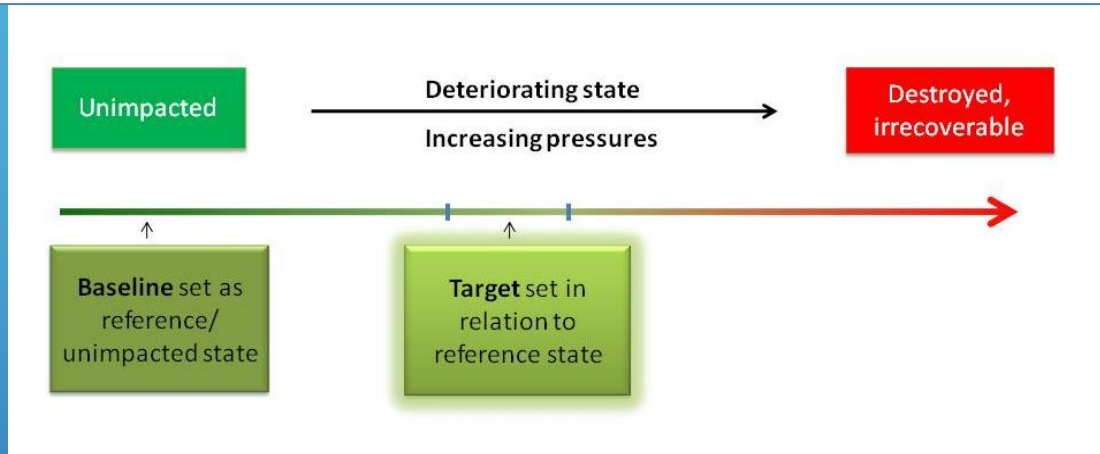 Unimpacted
Deteriorating state
Increasing pressures
Destroyed,
irrecoverable
Baseline set as
reference/
unimpacted state
Target set in
relation to
reference state